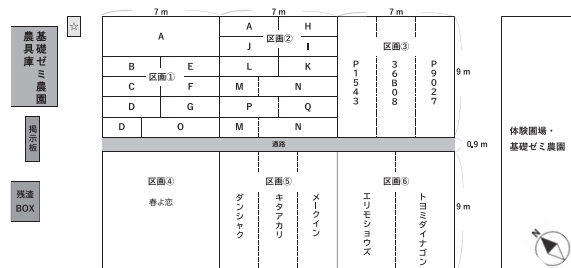 7 m
7 m
7 m
☆
基礎ゼミ農園
農具庫
掲示板
残渣
BOX
A
区画①
B
E
C
F
D
G
D
O
A
H
区画②
J
I
L
K
M
N
P
Q
M
N
区画③
P1543
36B08
P9027
9 m
通路
0.9 m
区画④
春よ恋
区画⑤
ダンシャク
キタアカリ
メークイン
区画⑥
エリモショウズ
トヨミダイナゴン
9 m
体験圃場・
基礎ゼミ農園
N